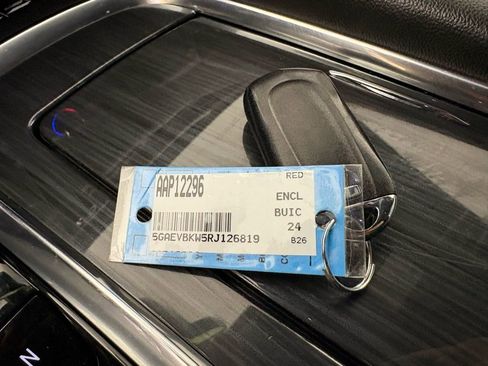 AAP12296
RED
ENCL
BUIC
24
5GAEVBKW5RJ126819
B26